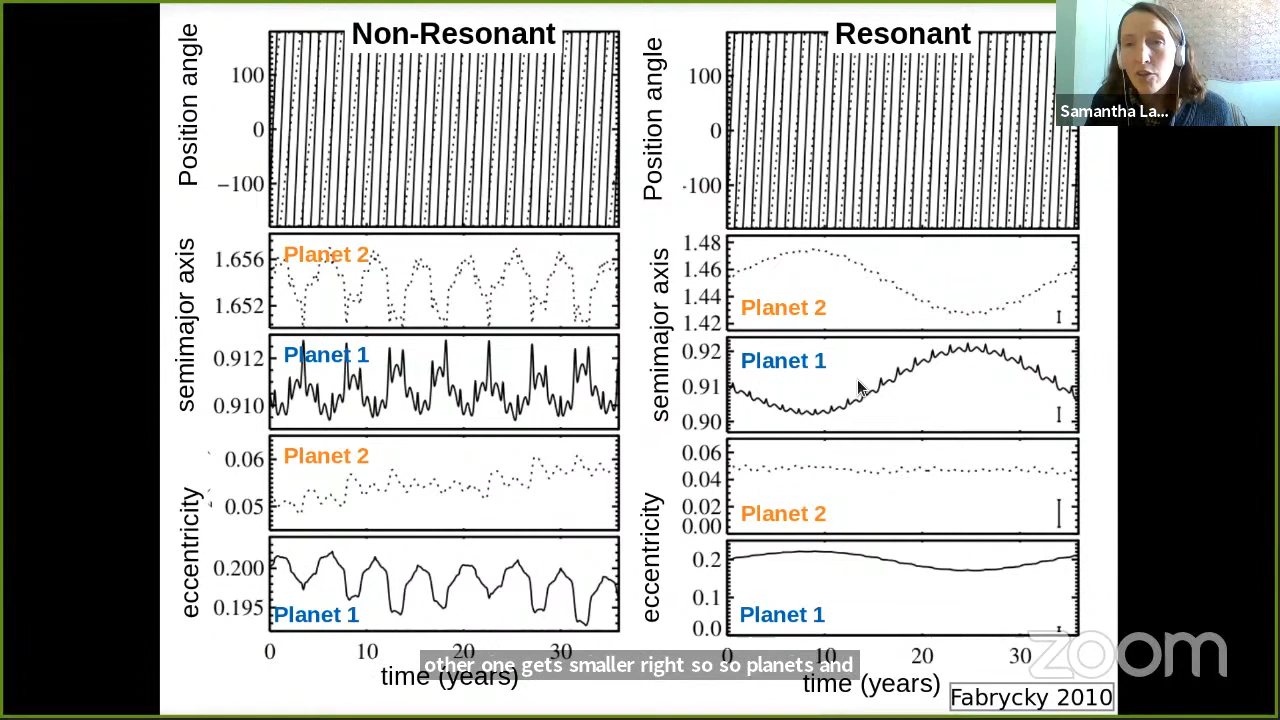 Non-Resonant
Position angle
100
0
−100
semimajor axis
Planet 2
1.656
1.652
Planet 1
0.912
0.910
eccentricity
Planet 2
0.06
0.05
0.200
0.195
Planet 1
0 10 20 30
time (years)
Resonant
Position angle
100
0
-100
semimajor axis
1.48
1.46
1.44
1.42
Planet 2
0.92
0.91
0.90
Planet 1
eccentricity
0.06
0.04
0.02
0.00
Planet 2
0.2
0.1
0.0
Planet 1
0 10 20 30
time (years)
Fabrycky 2010
other one gets smaller right so so planets and
Samantha La...
zoom